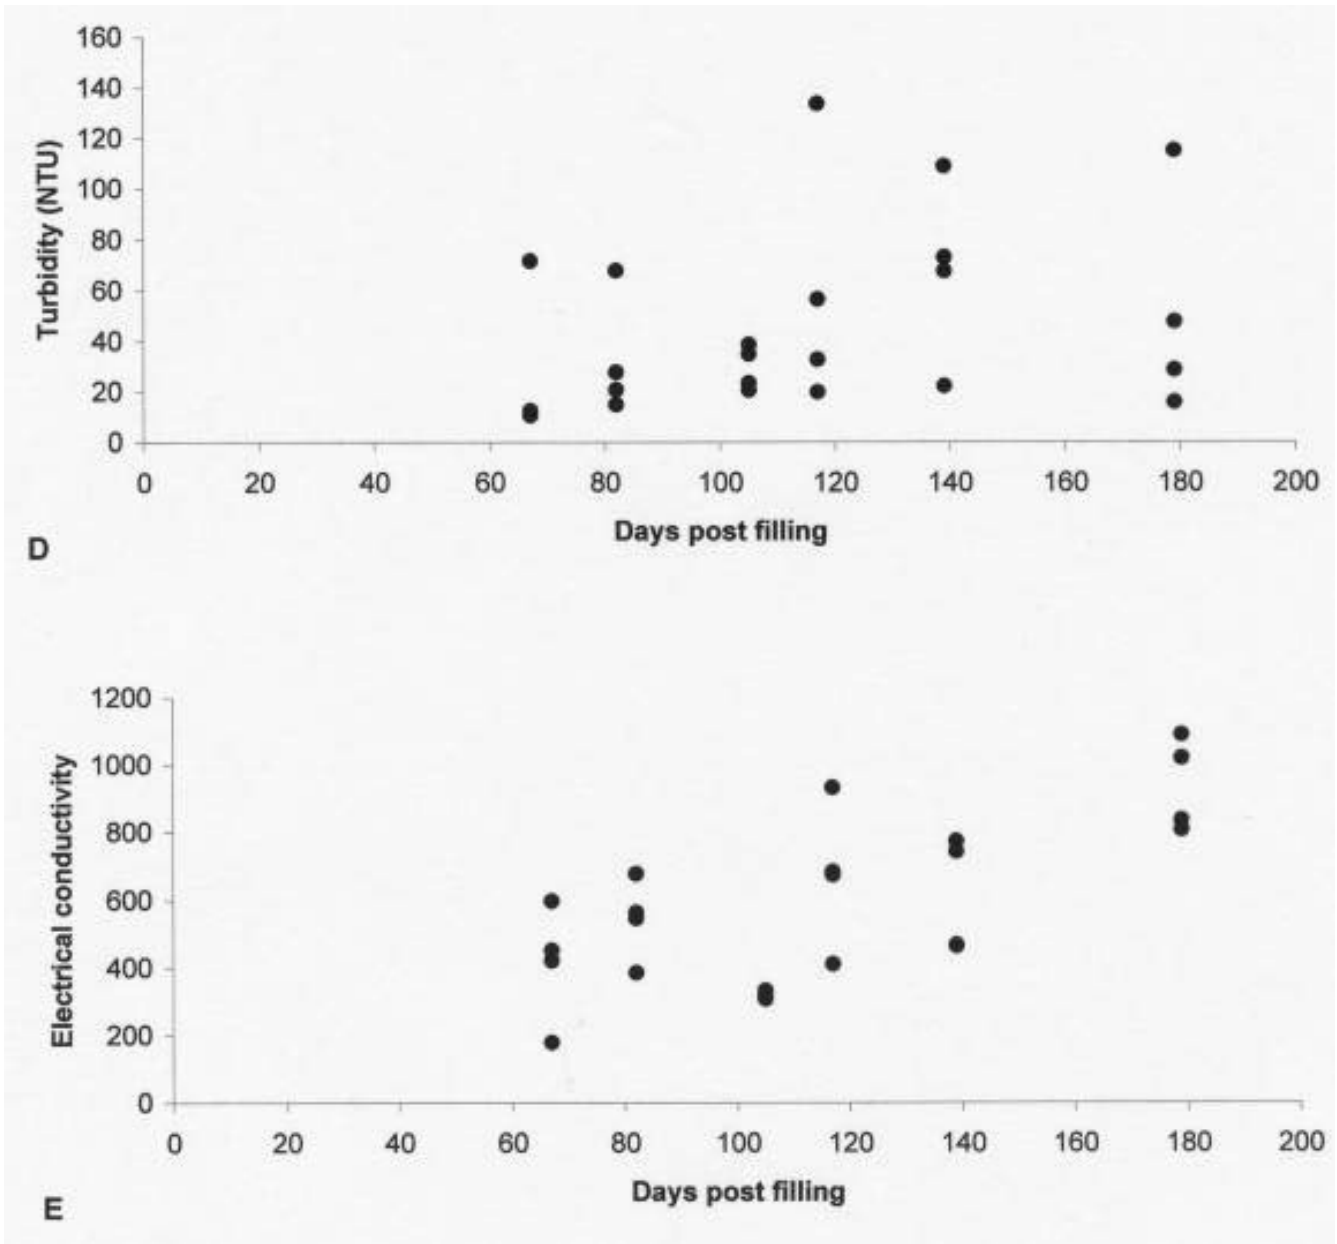 160
140
120
100
80
60
40
20
0
Turbidity (NTU)
0 20 40 60 80 100 120 140 160 180 200
Days post filling
D
1200
1000
800
600
400
200
0
Electrical conductivity
0 20 40 60 80 100 120 140 160 180 200
Days post filling
E